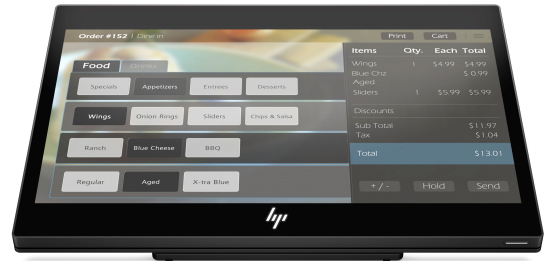 Order #152 | Dine in
Print Cart
Food Drinks
Specials Appetizers Entrees Desserts
Wings Onion Rings Sliders Chips & Salsa
Ranch Blue Cheese BBQ
Regular Aged X-tra Blue
Items Qty. Each Total
Wings 1 $4.99 $4.99
Blue Chz $ 0.99
Aged
Sliders 1 $5.99 $5.99
Discounts
Sub Total $11.97
Tax $1.04
Total $13.01
+ / - Hold Send
hp